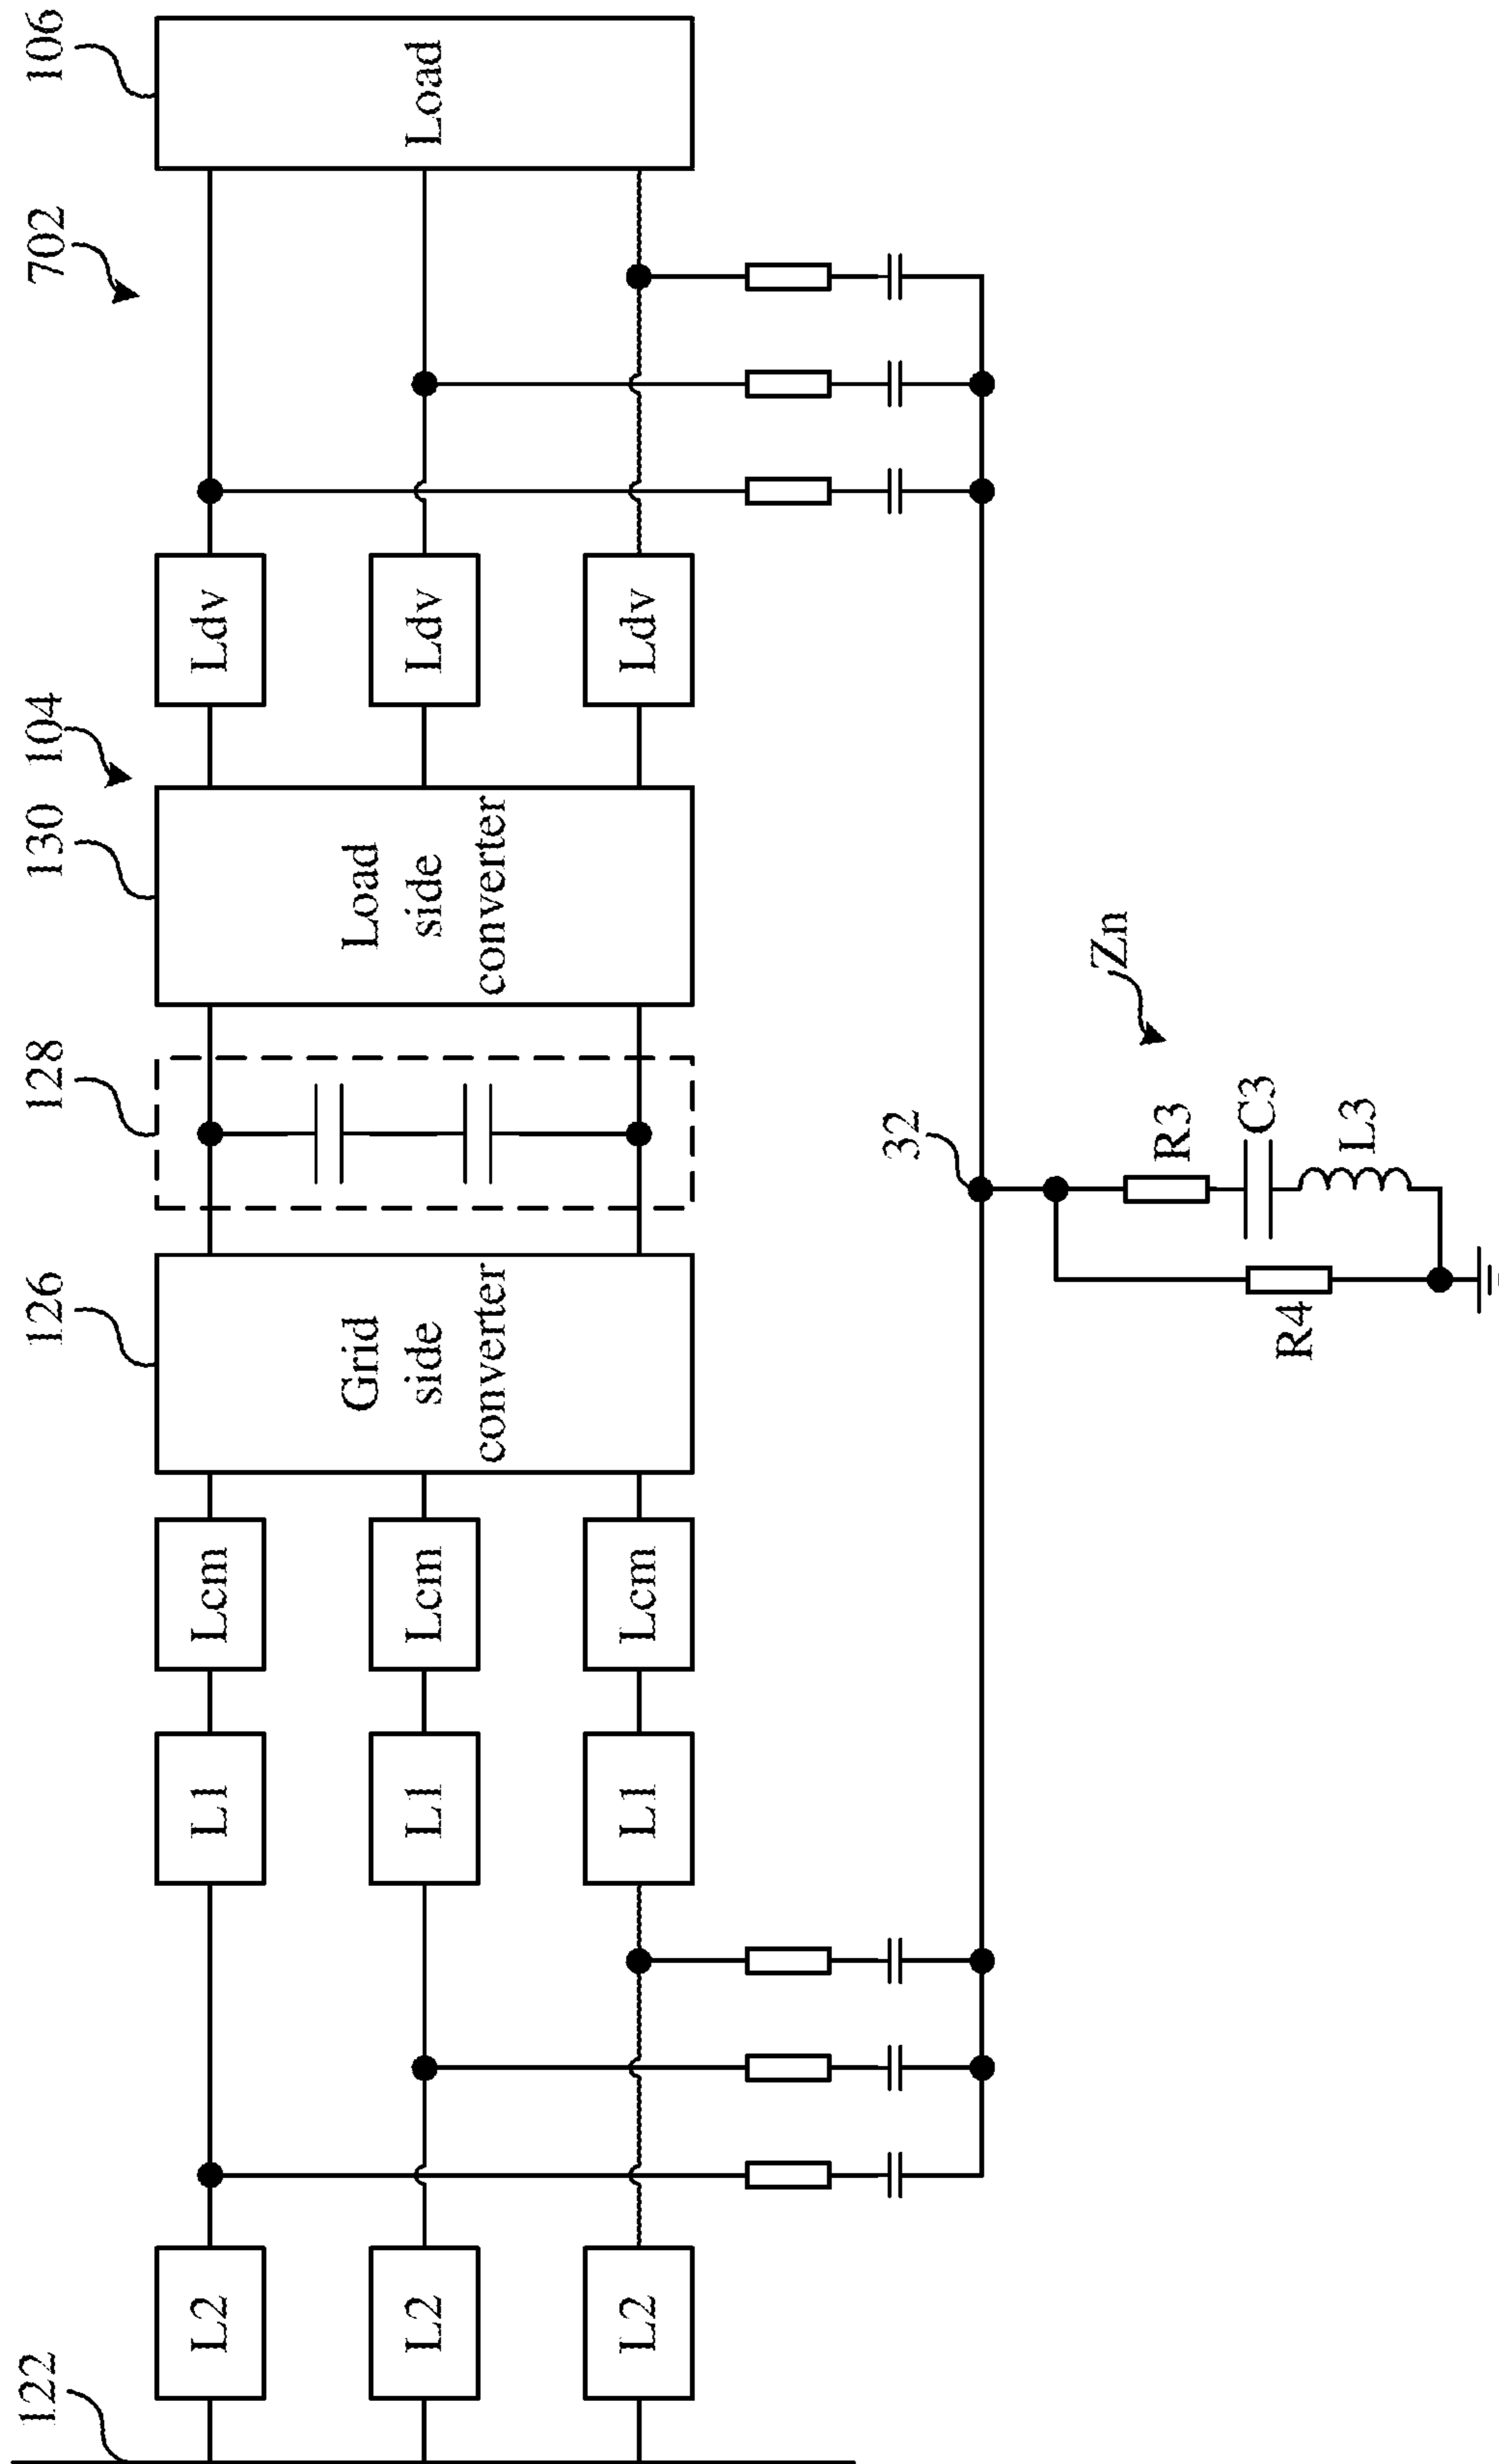 122
126
128
130
104
702
106
L2
L1
Lcm
Grid
side
converter
Load
side
converter
Ldv
Load
L2
L1
Lcm
Ldv
L2
L1
Lcm
Ldv
32
Zn
R3
C3
L3
R4